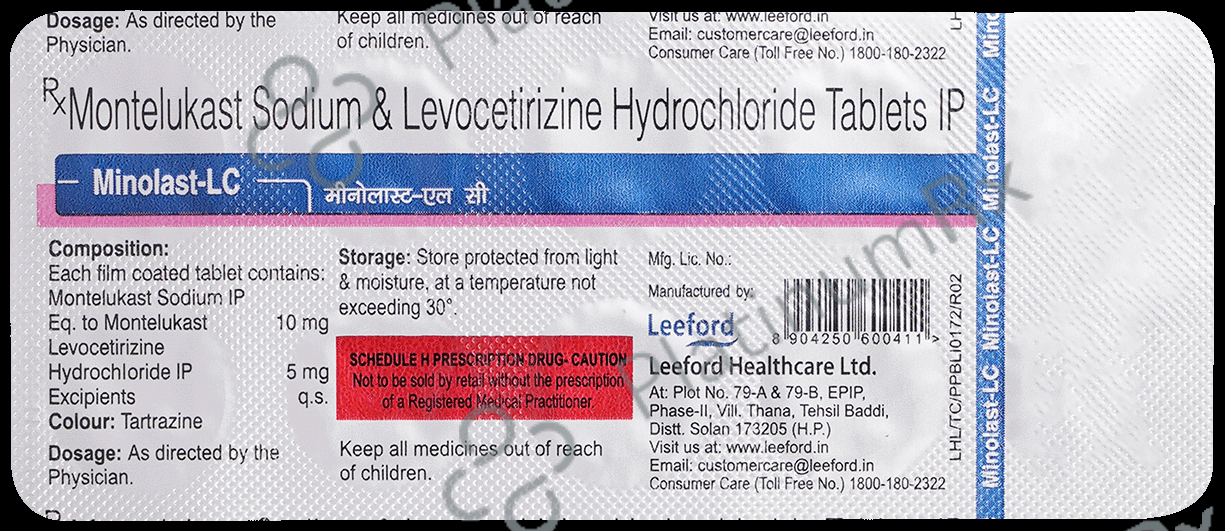 Dosage: As directed by the
Physician.
Keep all medicines out of reach
of children.
Visit us at: www.leeford.in
Email: customercare@leeford.in
Consumer Care (Toll Free No.) 1800-180-2322
Rx Montelukast Sodium & Levocetirizine Hydrochloride Tablets IP
Minolast-LC
मीनोलास्ट-एल सी
Composition:
Each film coated tablet contains:
Montelukast Sodium IP
Eq. to Montelukast 10 mg
Levocetirizine
Hydrochloride IP 5 mg
Excipients q.s.
Colour: Tartrazine
Dosage: As directed by the
Physician.
Storage: Store protected from light
& moisture, at a temperature not
exceeding 30°.
SCHEDULE H PRESCRIPTION DRUG- CAUTION
Not to be sold by retail without the prescription
of a Registered Medical Practitioner.
Keep all medicines out of reach
of children.
Mfg. Lic. No.:
Manufactured by:
Leeford
8 904250 600411 >
Leeford Healthcare Ltd.
At: Plot No. 79-A & 79-B, EPIP,
Phase-II, Vill. Thana, Tehsil Baddi,
Distt. Solan 173205 (H.P.)
Visit us at: www.leeford.in
Email: customercare@leeford.in
Consumer Care (Toll Free No.) 1800-180-2322
LHL/TC/PPBLI0172/R02
Minolast-LC Minolast-LC Minolast-LC Mino
PlatinumRx